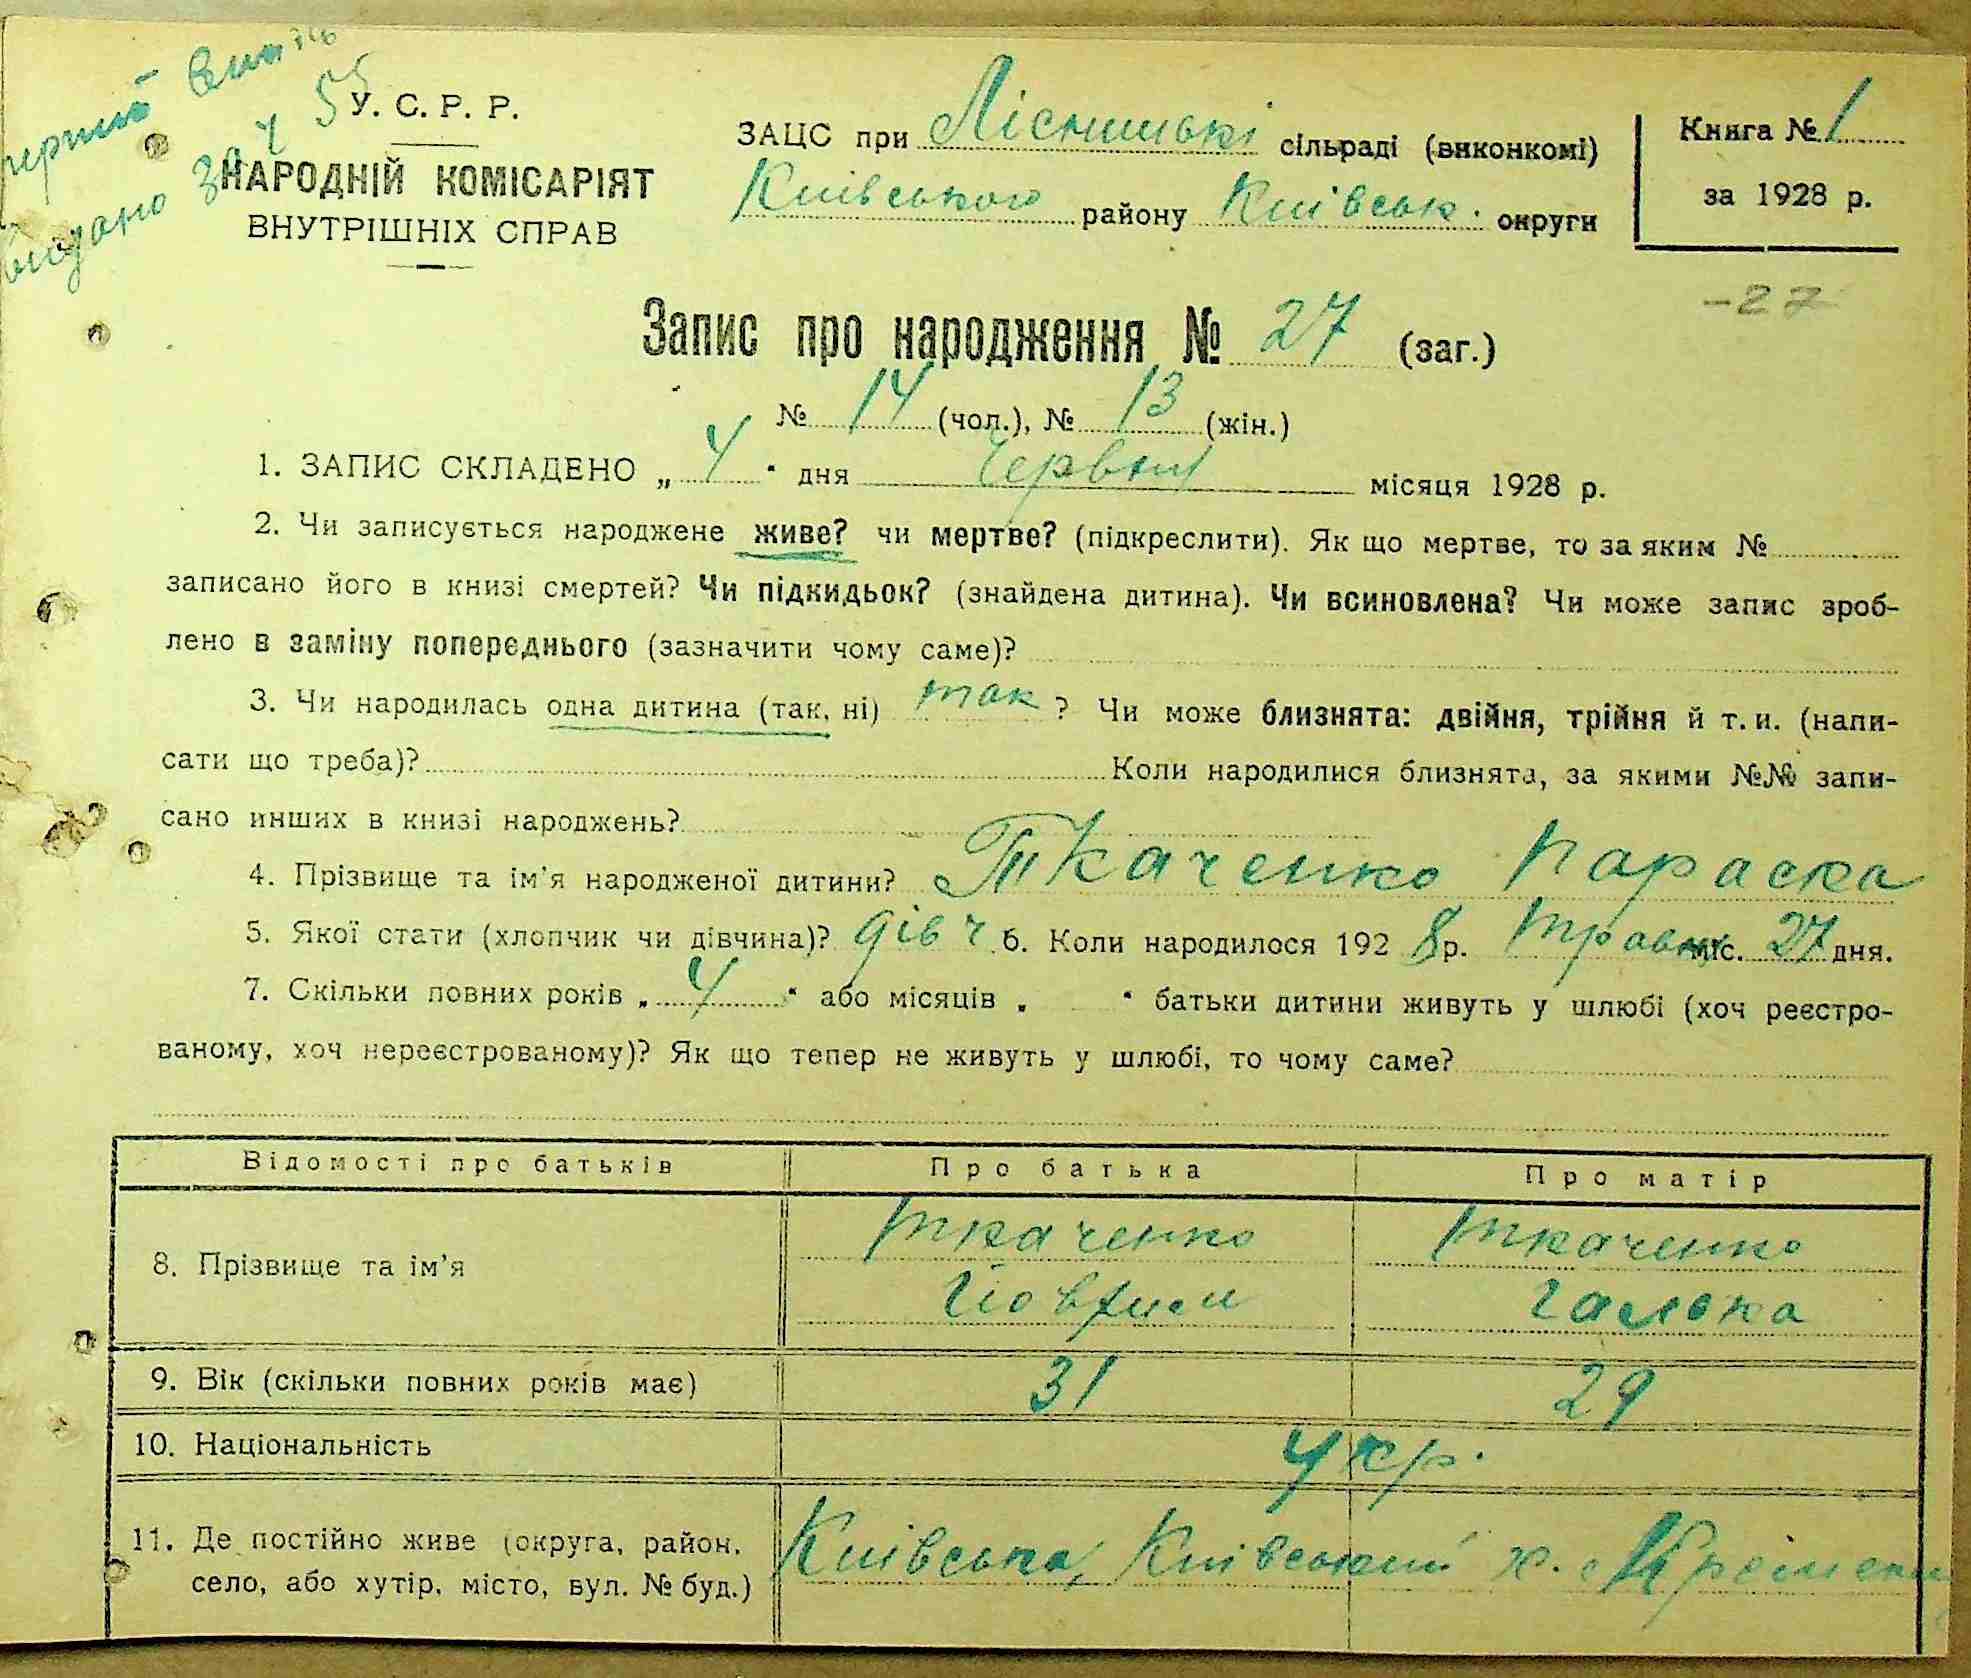 видано
У. С. Р. Р.
НАРОДНІЙ КОМІСАРІЯТ
ВНУТРІШНІХ СПРАВ
ЗАЦС при Лісницькі сільраді (виконкомі)
Київського району Київськ. округи
Книга № 1
за 1928 р.
-27
Запис про народження № 27 (заг.)
№ 14 (чол.), № 13 (жін.)
1. ЗАПИС СКЛАДЕНО „ 4 “ дня Червня місяця 1928 р.
2. Чи записується народжене живе? чи мертве? (підкреслити). Як що мертве, то за яким №
записано його в книзі смертей? Чи підкидьок? (знайдена дитина). Чи всиновлена? Чи може запис зроб-
лено в заміну попереднього (зазначити чому саме)?
3. Чи народилась одна дитина (так, ні) так ? Чи може близнята: двійня, трійня й т. и. (напи-
сати що треба)? Коли народилися близнята, за якими №№ запи-
сано инших в книзі народжень?
4. Прізвище та ім’я народженої дитини? Ткаченко Параска
5. Якої стати (хлопчик чи дівчина)? дівч. 6. Коли народилося 1928 р. Травня міс. 27 дня.
7. Скільки повних років „ 4 “ або місяців „ “ батьки дитини живуть у шлюбі (хоч реєстро-
ваному, хоч нереєстрованому)? Як що тепер не живуть у шлюбі, то чому саме?
Відомості про батьків Про батька Про матір
8. Прізвище та ім’я Ткаченко Ткаченко
Йовхим Галька
9. Вік (скільки повних років має) 31 29
10. Національність Укр.
11. Де постійно живе (округа, район, село, або хутір, місто, вул. № буд.) Київська, Київський х.